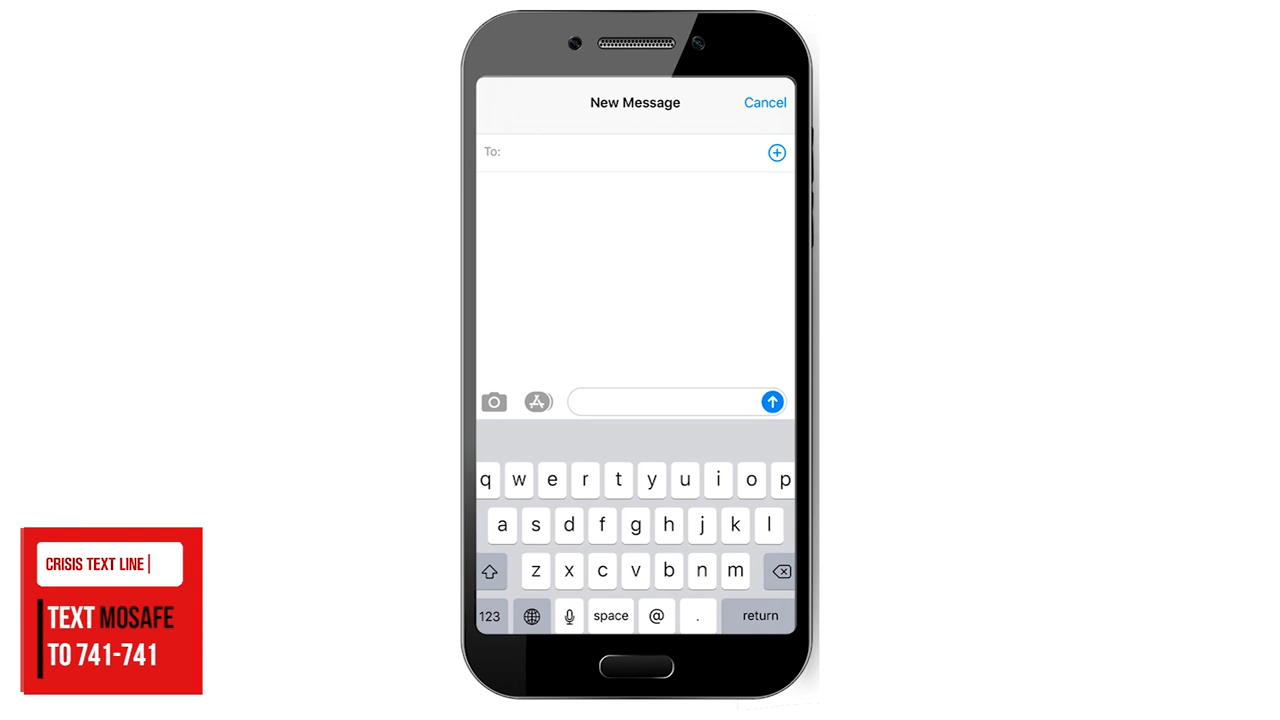 New Message
Cancel
To:
q w e r t y u i o p
a s d f g h j k l
z x c v b n m
123 space @ . return
CRISIS TEXT LINE
TEXT MOSAFE
TO 741-741